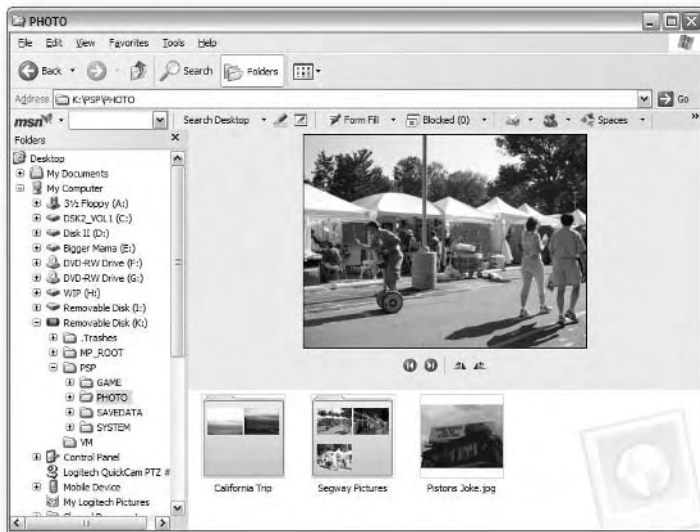 PHOTO
File Edit View Favorites Tools Help
Back Search Folders
Address K:\PSP\PHOTO Go
msn Search Desktop Form Fill Blocked (0) Spaces »
Folders x
Desktop
My Documents
My Computer
3½ Floppy (A:)
DSK2_VOL1 (C:)
Disk II (D:)
Bigger Mama (E:)
DVD-RW Drive (F:)
DVD-RW Drive (G:)
WIP (H:)
Removable Disk (I:)
Removable Disk (K:)
.Trashes
MP_ROOT
PSP
GAME
PHOTO
SAVEDATA
SYSTEM
VM
Control Panel
Logitech QuickCam PTZ #
Mobile Device
My Logitech Pictures
California Trip
Segway Pictures
Pistons Joke.jpg